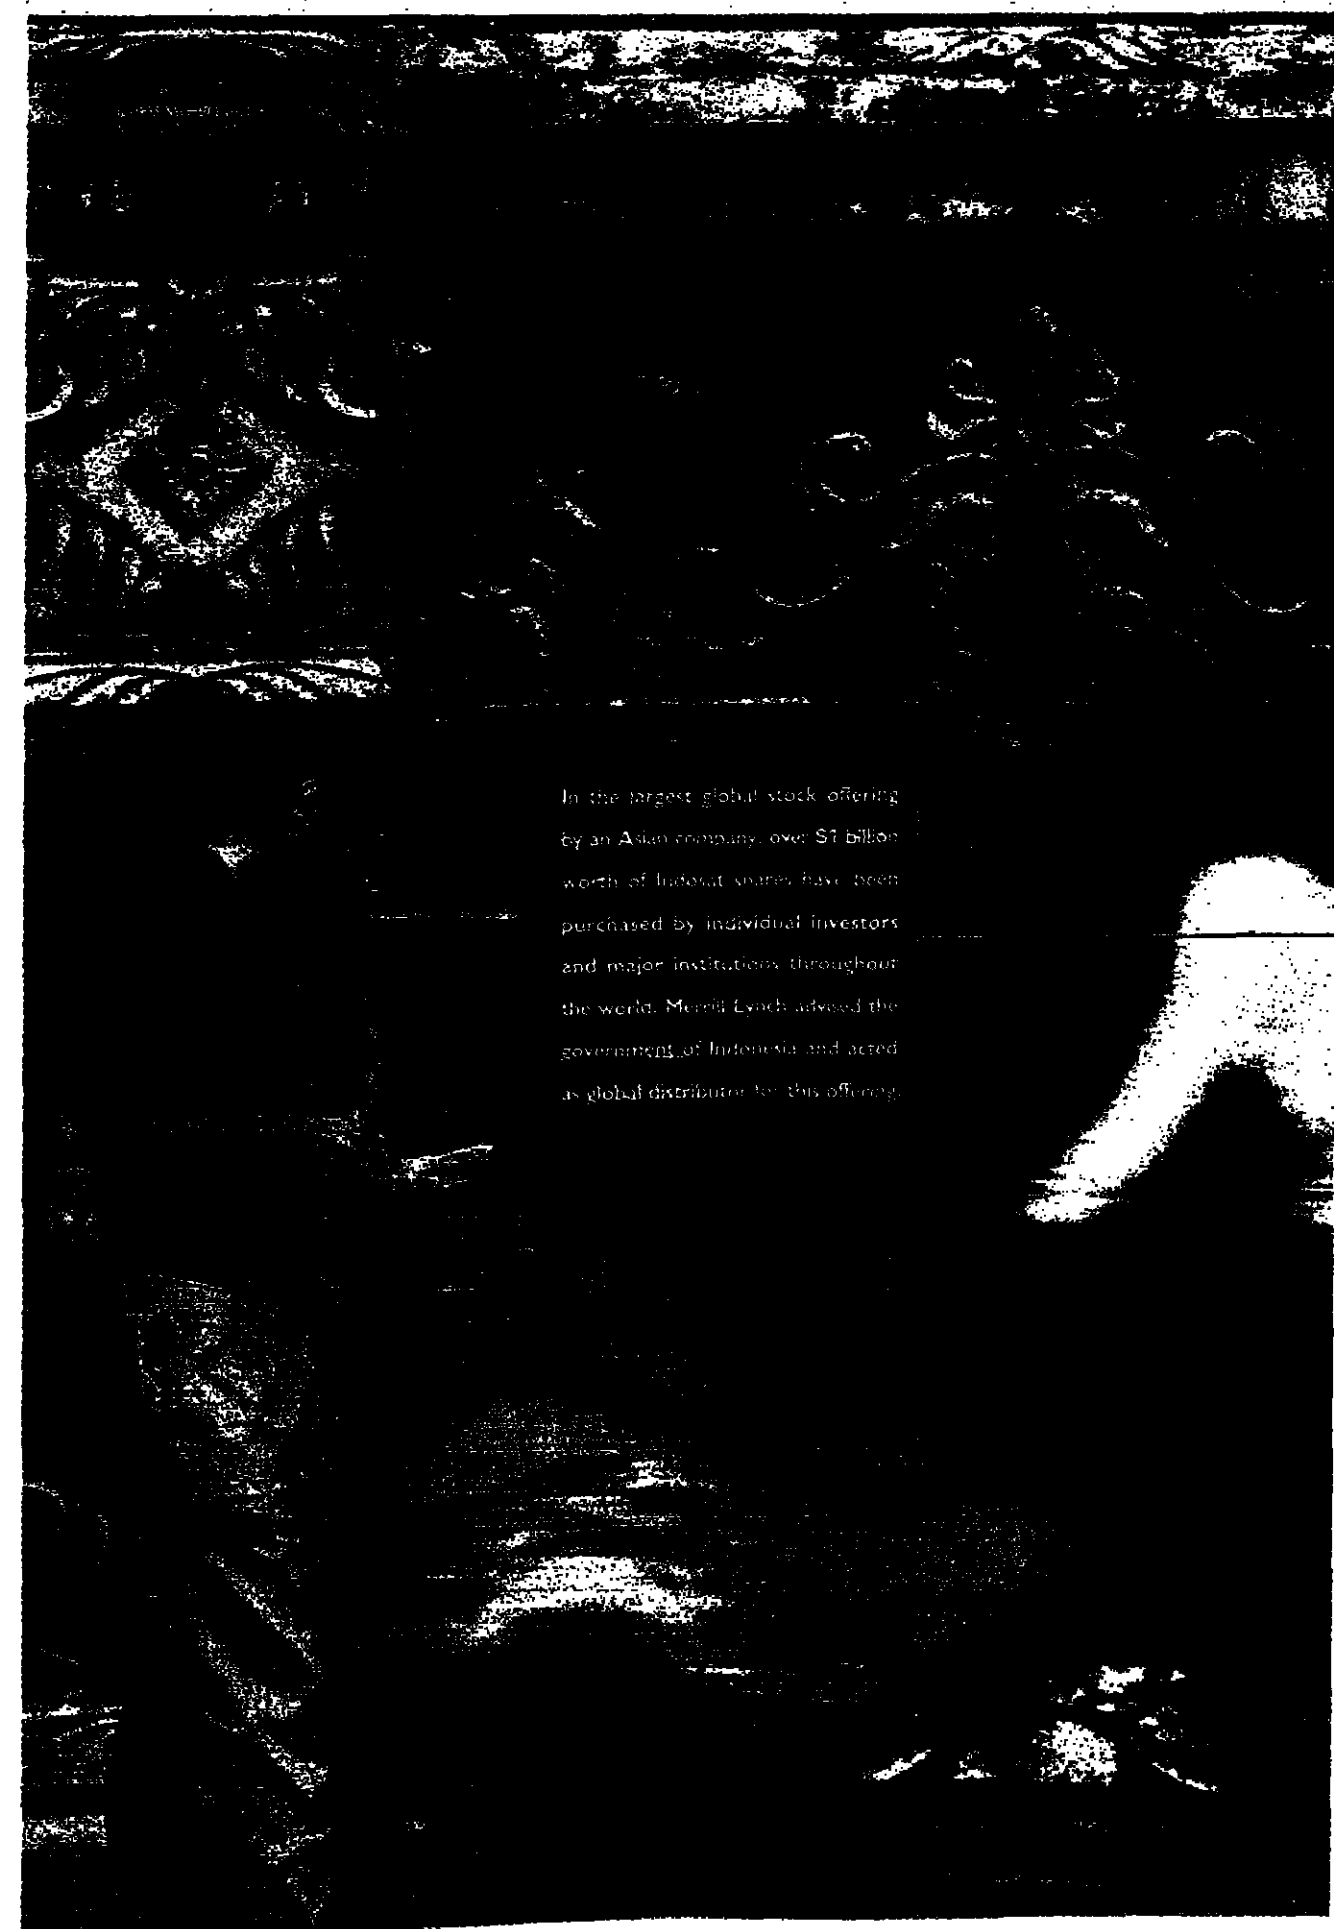 In the largest global stock offering
by an Asian company, over $1 billion
worth of Indosat shares have been
purchased by individual investors
and major institutions throughout
the world. Merrill Lynch advised the
government of Indonesia and acted
as global distributor for this offering.